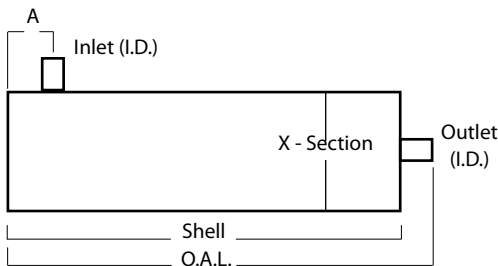 A
Inlet (I.D.)
X - Section
Outlet
(I.D.)
Shell
O.A.L.